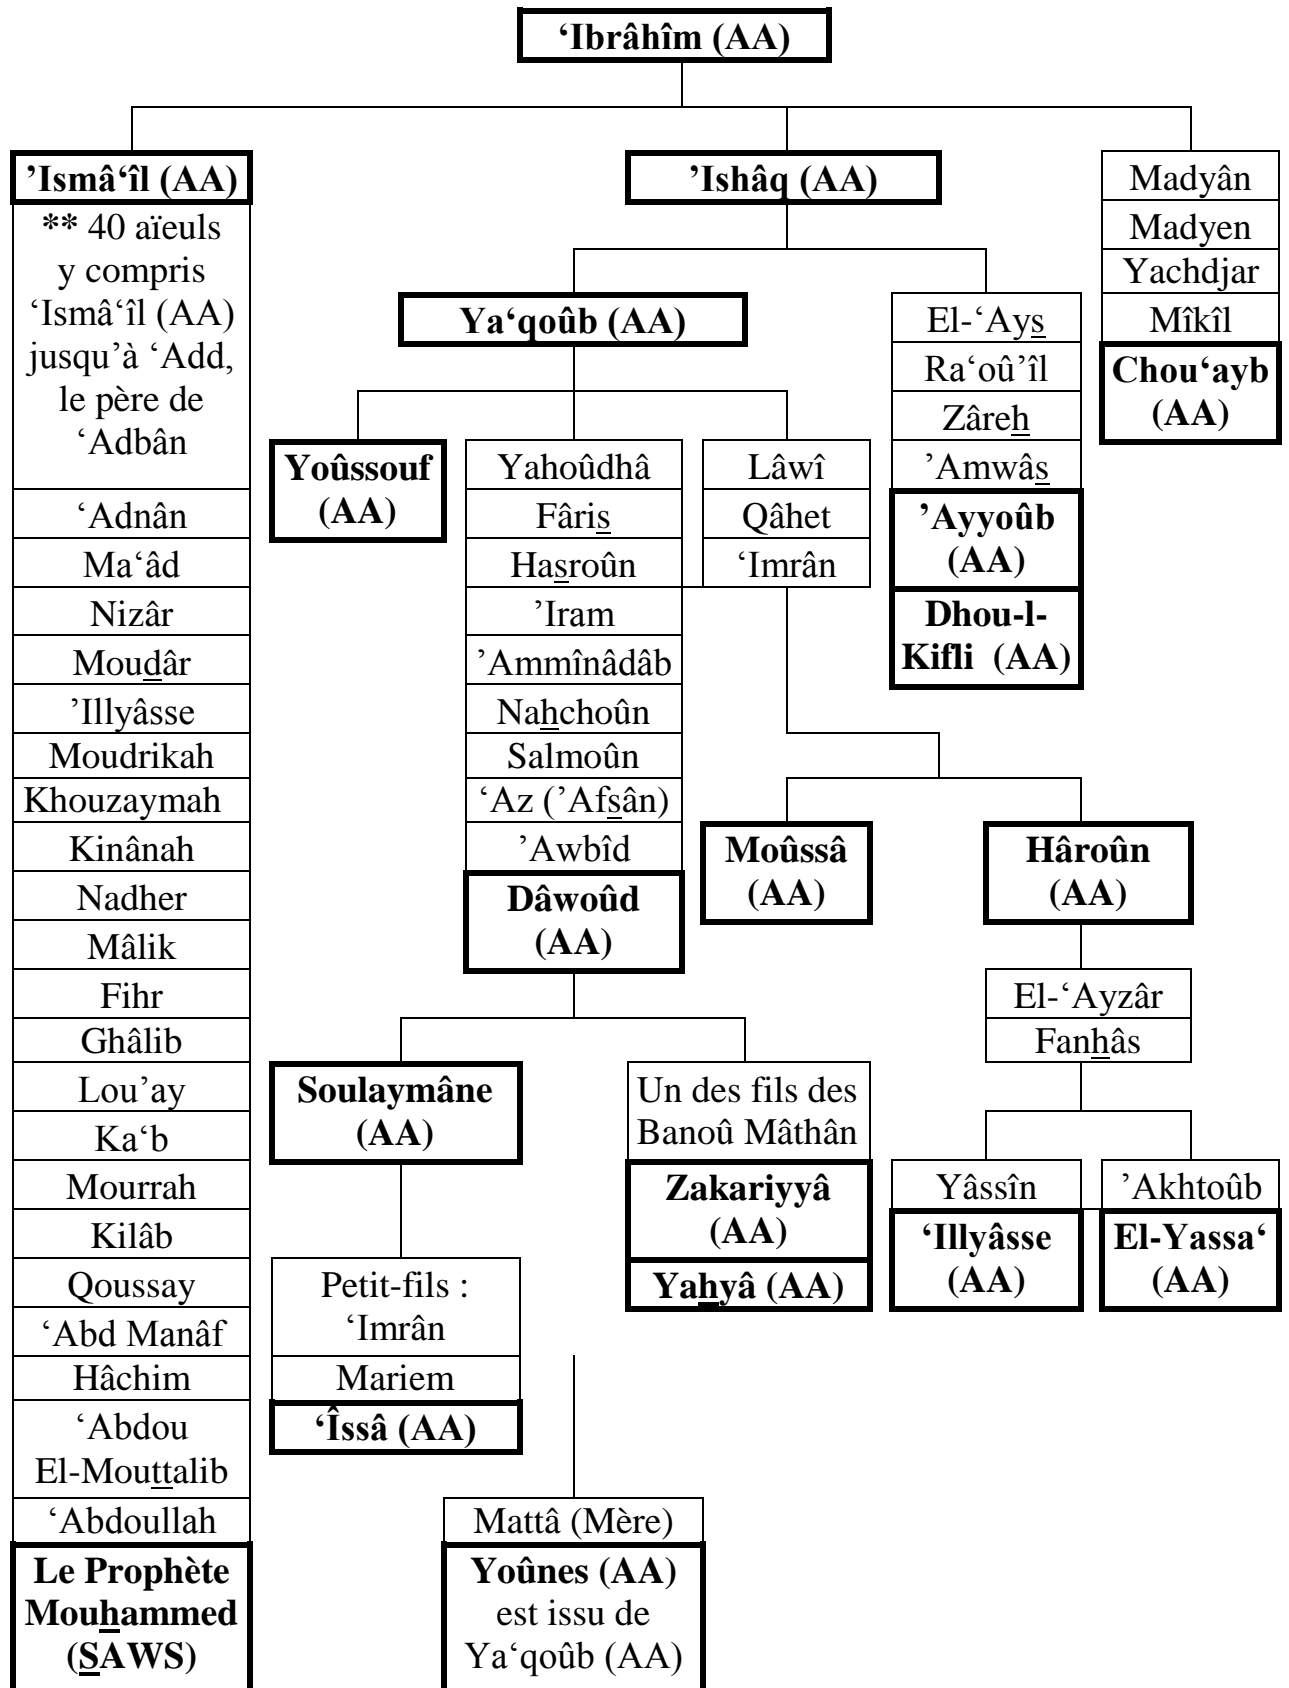 ‘Ibrâhîm (AA)
’Ismâ‘îl (AA)
** 40 aïeuls
y compris
‘Ismâ‘îl (AA)
jusqu’à ‘Add,
le père de
‘Adbân
‘Adnân
Ma‘âd
Nizâr
Moudâr
’Illyâsse
Moudrikah
Khouzaymah
Kinânah
Nadher
Mâlik
Fihr
Ghâlib
Lou’ay
Ka‘b
Mourrah
Kilâb
Qoussay
‘Abd Manâf
Hâchim
‘Abdou
El-Mouttalib
‘Abdoullah
Le Prophète
Mouhammed
(SAWS)
’Ishâq (AA)
Ya‘qoûb (AA)
Yoûssouf
(AA)
Yahoûdhâ
Fâris
Hasroûn
’Iram
’Ammînâdâb
Nahchoûn
Salmoûn
‘Az (’Afsân)
’Awbîd
Dâwoûd
(AA)
Soulaymâne
(AA)
Petit-fils :
‘Imrân
Mariem
‘Îssâ (AA)
Un des fils des
Banoû Mâthân
Zakariyyâ
(AA)
Yahyâ (AA)
Mattâ (Mère)
Yoûnes (AA)
est issu de
Ya‘qoûb (AA)
Lâwî
Qâhet
‘Imrân
Moûssâ
(AA)
Hâroûn
(AA)
El-‘Ayzâr
Fanhâs
Yâssîn
‘Illyâsse
(AA)
’Akhtoûb
El-Yassa‘
(AA)
El-‘Ays
Ra‘oû’îl
Zâreh
’Amwâs
’Ayyoûb
(AA)
Dhou-l-
Kifli (AA)
Madyân
Madyen
Yachdjar
Mîkîl
Chou‘ayb
(AA)